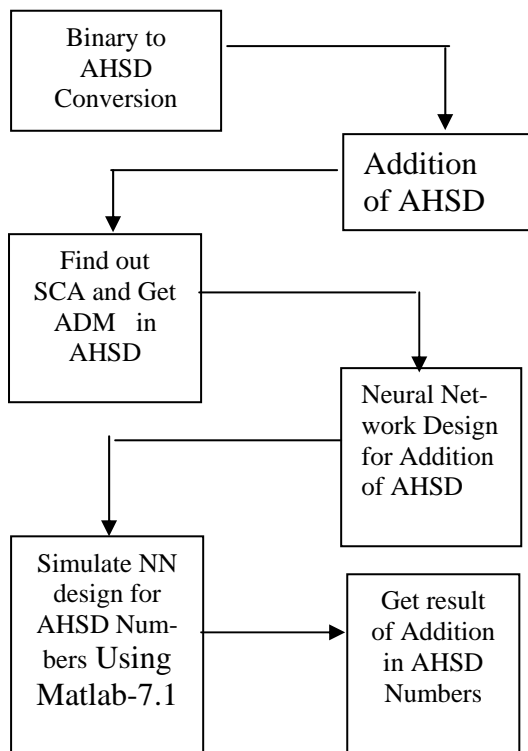 Binary to
AHSD
Conversion
Addition
of AHSD
Find out
SCA and Get
ADM in
AHSD
Neural Net-
work Design
for Addition
of AHSD
Simulate NN
design for
AHSD Num-
bers Using
Matlab-7.1
Get result
of Addition
in AHSD
Numbers